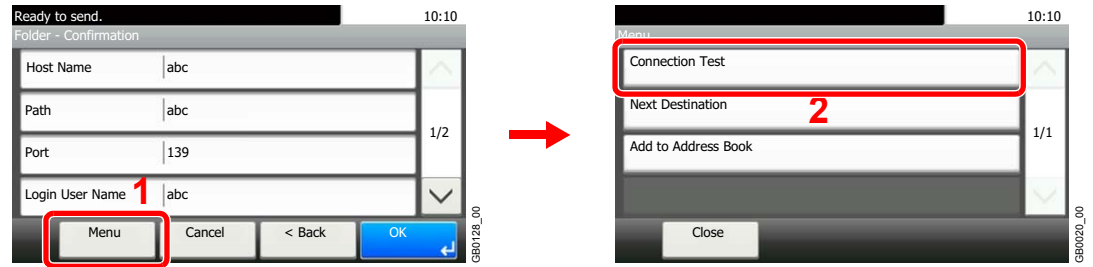 Ready to send. 10:10
Folder - Confirmation
Host Name abc
Path abc
Port 139
1/2
Login User Name 1 abc
Menu Cancel < Back OK
GB0128_00
10:10
Menu
Connection Test
Next Destination 2
1/1
Add to Address Book
Close
GB0020_00